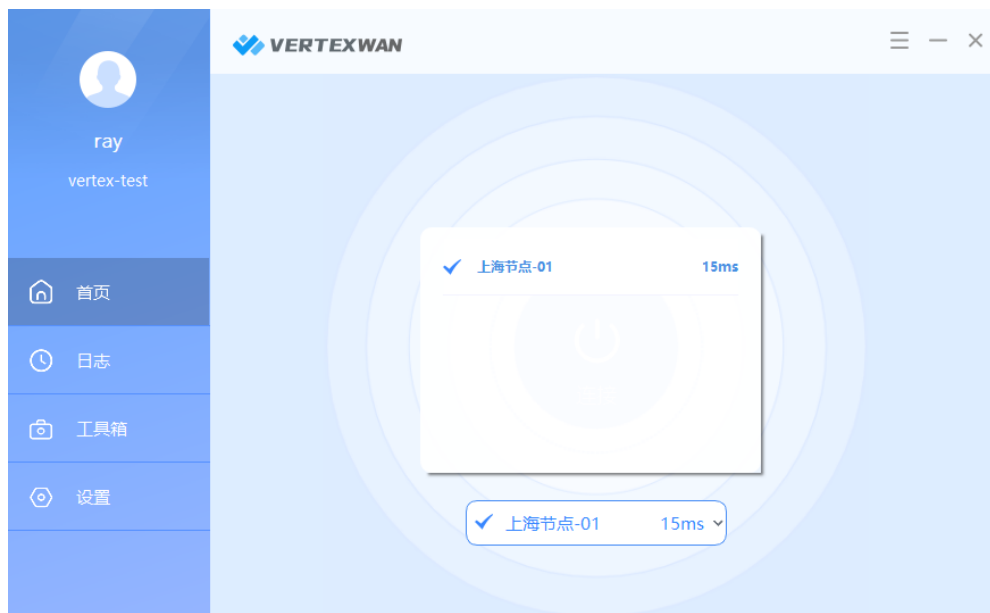 VERTEXWAN
ray
vertex-test
首页
日志
工具箱
设置
上海节点-01 15ms
上海节点-01 15ms